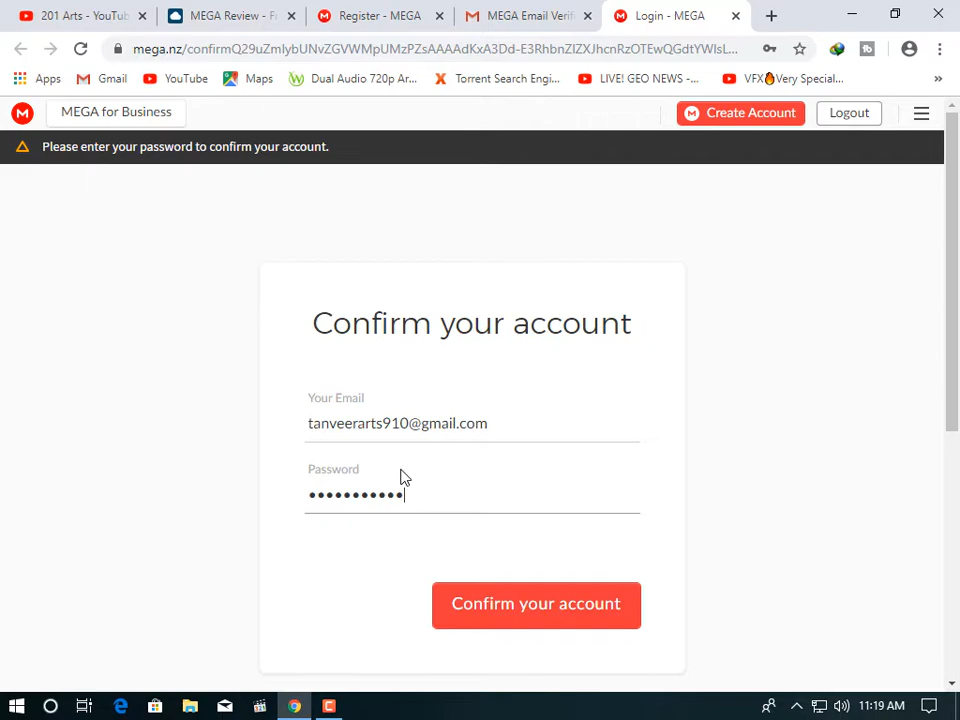 201 Arts - YouTu
MEGA Review - Fr
Register - MEGA
MEGA Email Verif
Login - MEGA
mega.nz/
Apps
Gmail
YouTube
Maps
Dual Audio 720p Ar...
Torrent Search Engi...
LIVE! GEO NEWS -...
VFX🔥Very Special...
»
MEGA for Business
Create Account
Logout
Please enter your password to confirm your account.
Confirm your account
Your Email
tanveerarts910@gmail.com
Password
•••••••••••
Confirm your account
11:19 AM